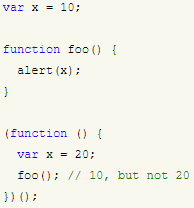 var x = 10;
function foo() {
  alert(x);
}
(function () {
  var x = 20;
  foo(); // 10, but not 20
})();